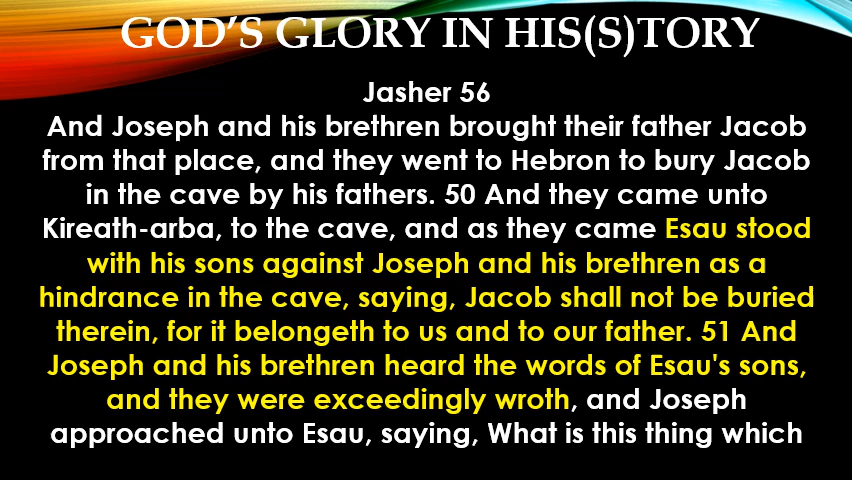 GOD’S GLORY IN HIS(S)TORY
Jasher 56
And Joseph and his brethren brought their father Jacob
from that place, and they went to Hebron to bury Jacob
in the cave by his fathers. 50 And they came unto
Kireath-arba, to the cave, and as they came Esau stood
with his sons against Joseph and his brethren as a
hindrance in the cave, saying, Jacob shall not be buried
therein, for it belongeth to us and to our father. 51 And
Joseph and his brethren heard the words of Esau's sons,
and they were exceedingly wroth, and Joseph
approached unto Esau, saying, What is this thing which